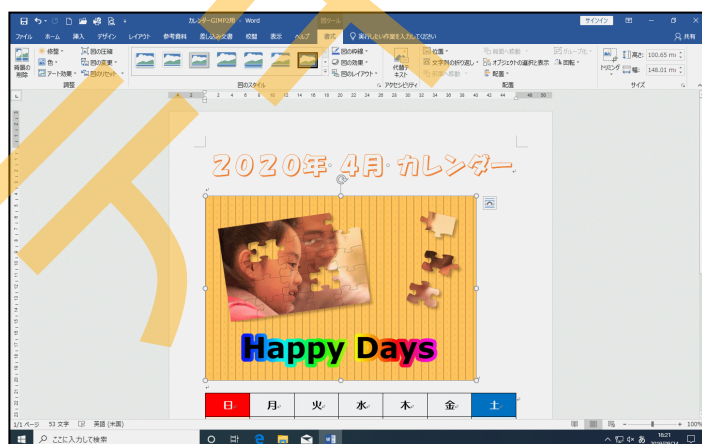 カレンダーGIMP2用 - Word
図ツール
サインイン
ファイル ホーム 挿入 デザイン レイアウト 参考資料 差し込み文書 校閲 表示 ヘルプ 書式 実行したい作業を入力してください 共有
背景の削除
修整
色
アート効果
図の圧縮
図の変更
図のリセット
調整
図のスタイル
図の枠線
図の効果
図のレイアウト
代替テキスト
アクセシビリティ
位置
文字列の折り返し
前面へ移動
背面へ移動
オブジェクトの選択と表示
配置
グループ化
回転
配置
トリミング
高さ: 100.65 mm
幅: 148.01 mm
サイズ
2020年 4月 カレンダー
Happy Days
日 月 火 水 木 金 土
1/1 ページ 53 文字 英語 (米国)
100%
ここに入力して検索
あ
16:21